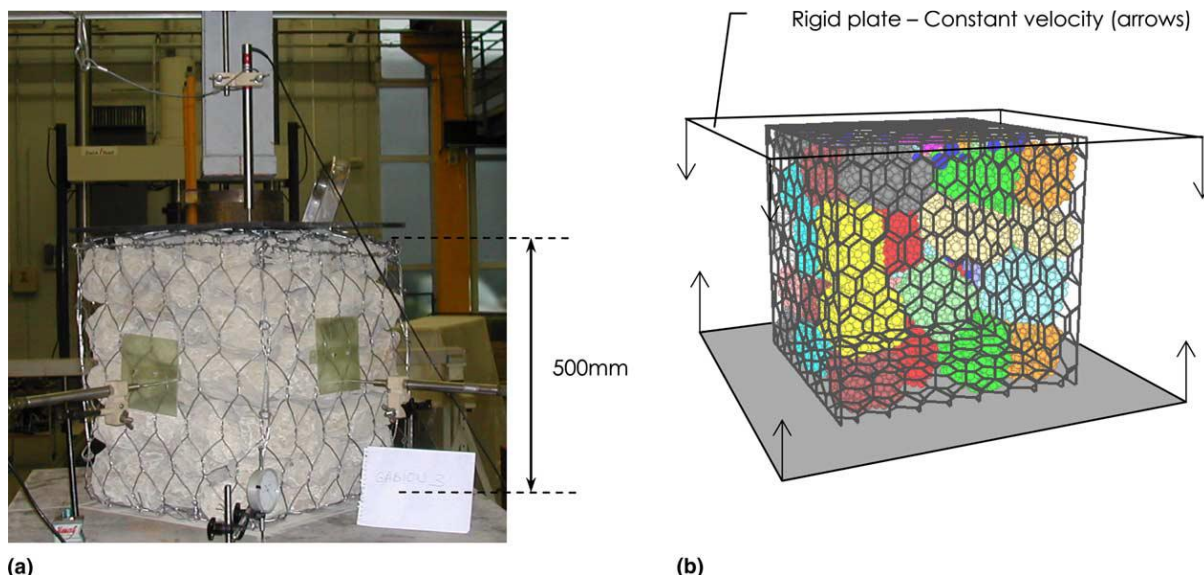 Rigid plate – Constant velocity (arrows)
500mm
GABION 3
(a)
(b)